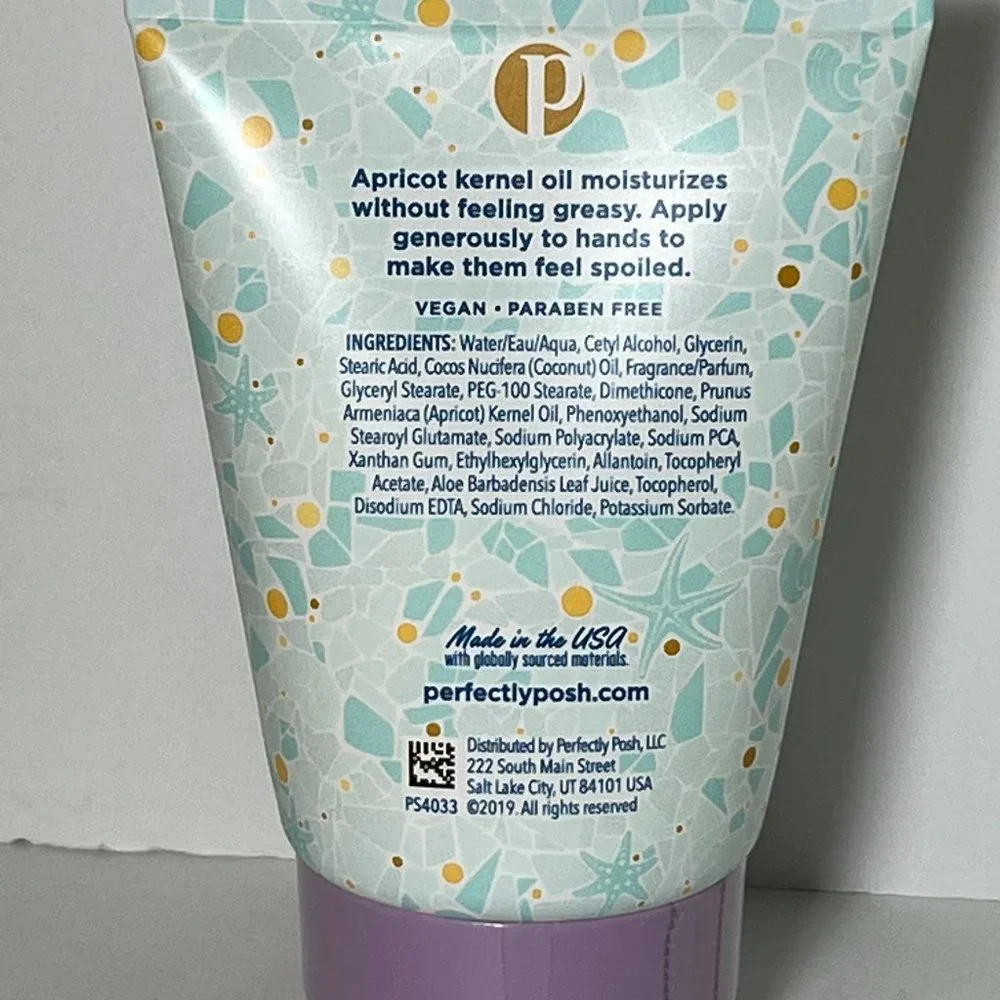 p
Apricot kernel oil moisturizes
without feeling greasy. Apply
generously to hands to
make them feel spoiled.
VEGAN • PARABEN FREE
INGREDIENTS: Water/Eau/Aqua, Cetyl Alcohol, Glycerin,
Stearic Acid, Cocos Nucifera (Coconut) Oil, Fragrance/Parfum,
Glyceryl Stearate, PEG-100 Stearate, Dimethicone, Prunus
Armeniaca (Apricot) Kernel Oil, Phenoxyethanol, Sodium
Stearoyl Glutamate, Sodium Polyacrylate, Sodium PCA,
Xanthan Gum, Ethylhexylglycerin, Allantoin, Tocopheryl
Acetate, Aloe Barbadensis Leaf Juice, Tocopherol,
Disodium EDTA, Sodium Chloride, Potassium Sorbate.
Made in the USA
with globally sourced materials.
perfectlyposh.com
Distributed by Perfectly Posh, LLC
222 South Main Street
Salt Lake City, UT 84101 USA
PS4033 ©2019. All rights reserved